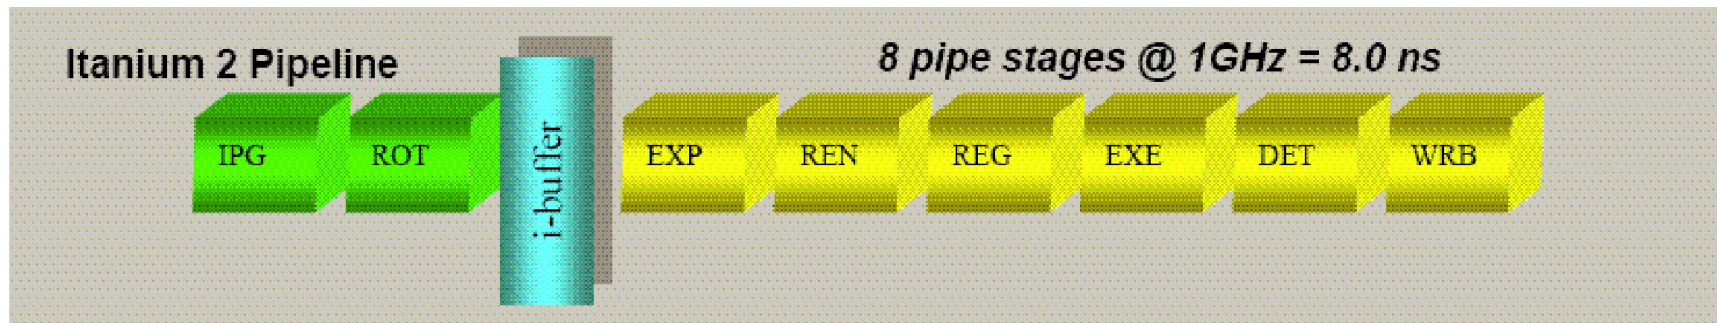 Itanium 2 Pipeline
8 pipe stages @ 1GHz = 8.0 ns
IPG
ROT
i-buffer
EXP
REN
REG
EXE
DET
WRB